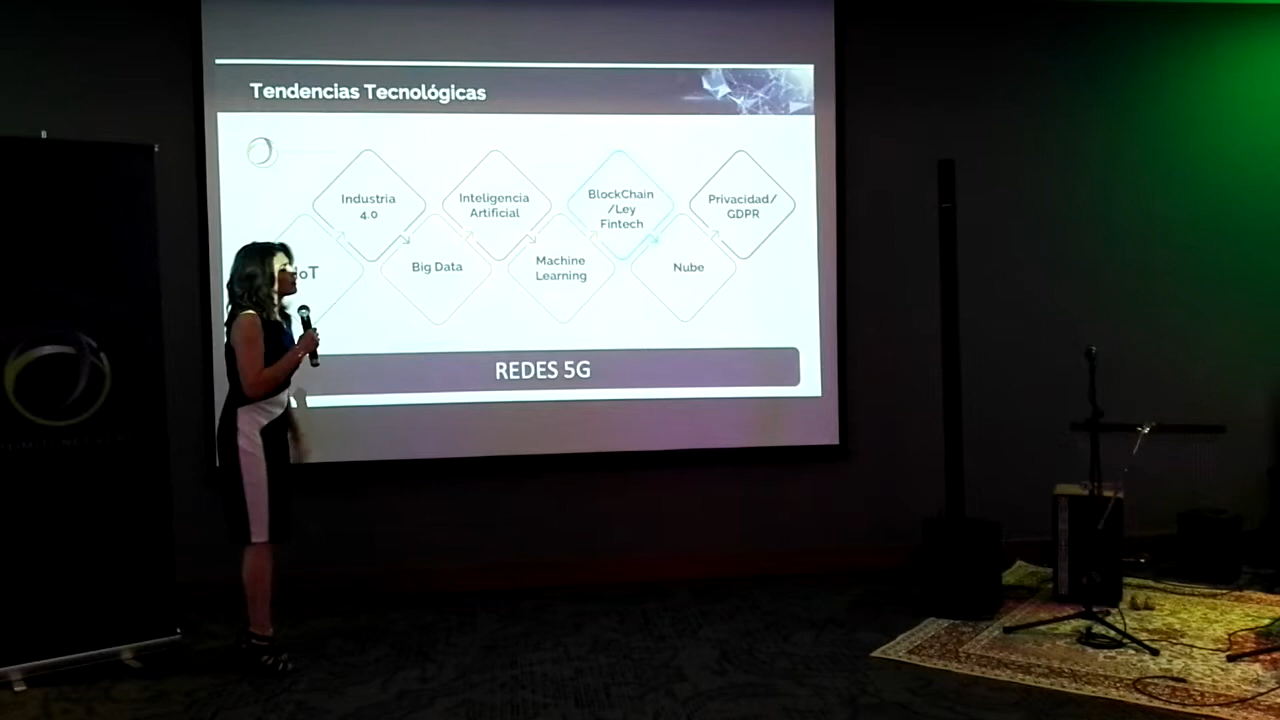 Tendencias Tecnológicas
Industria
4.0
Inteligencia
Artificial
BlockChain
/Ley
Fintech
Privacidad/
GDPR
IoT
Big Data
Machine
Learning
Nube
REDES 5G